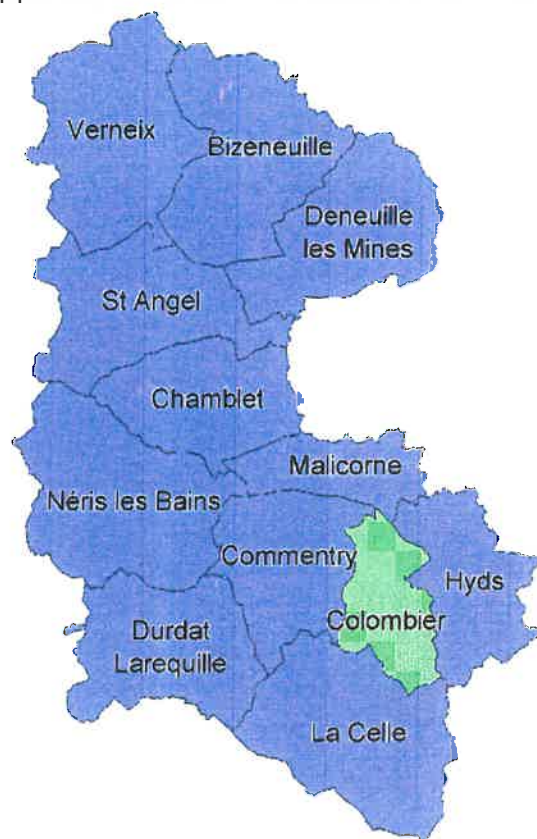 Verneix
Bizeneuille
Deneuille
les Mines
St Angel
Chamblet
Malicorne
Néris les Bains
Commentry
Hyds
Colombier
Durdat
Larequille
La Celle